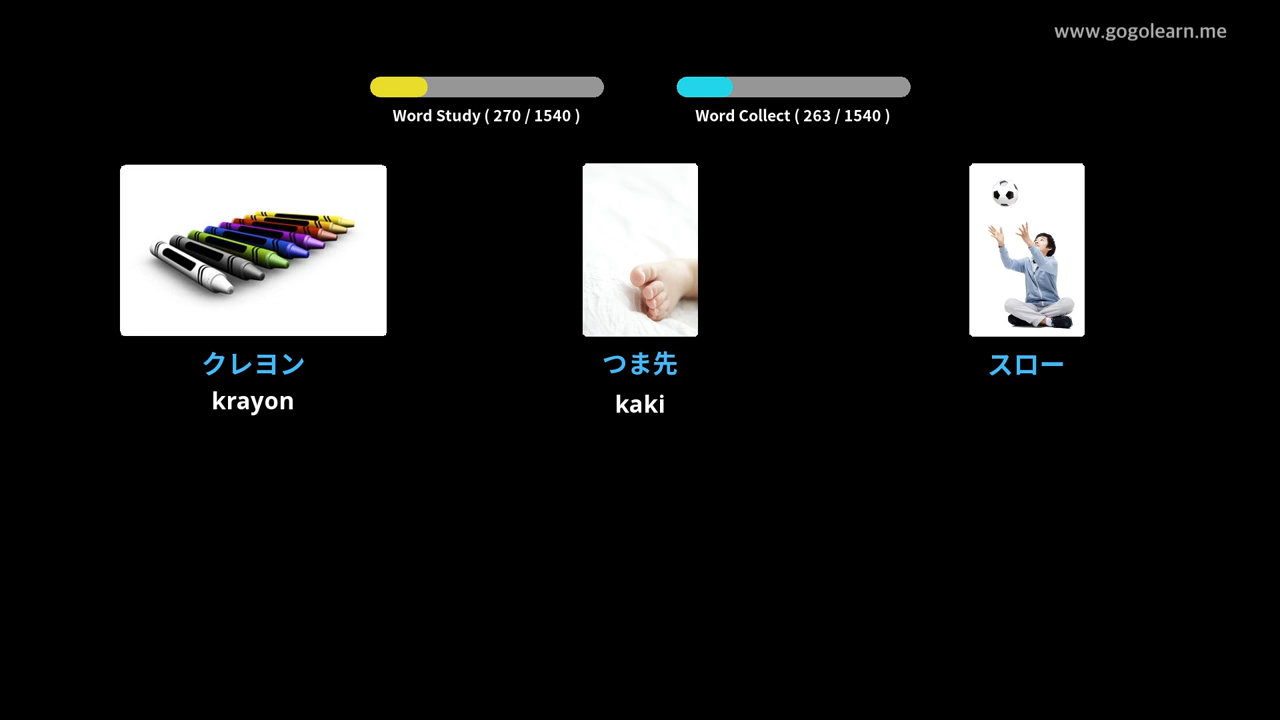 www.gogolearn.me
Word Study ( 270 / 1540 )
Word Collect ( 263 / 1540 )
クレヨン
krayon
つま先
kaki
スロー